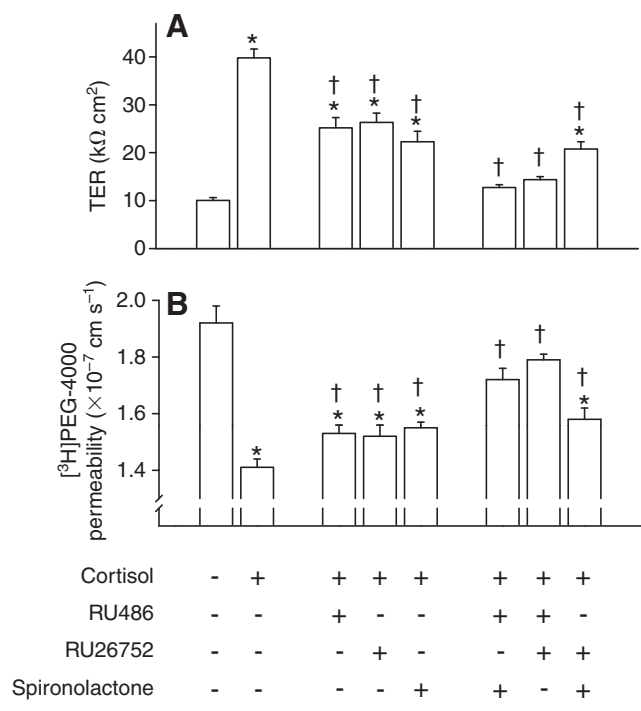 A
TER (kΩ cm²)
40
30
20
10
0
*
† * † * † *
† † † *
B
[³H]PEG-4000
permeability (×10⁻⁷ cm s⁻¹)
2.0
1.8
1.6
1.4
*
† * † * † *
† † † *
Cortisol - + + + + + + +
RU486 - - + - - + + -
RU26752 - - - + - - + +
Spironolactone - - - - + + - +